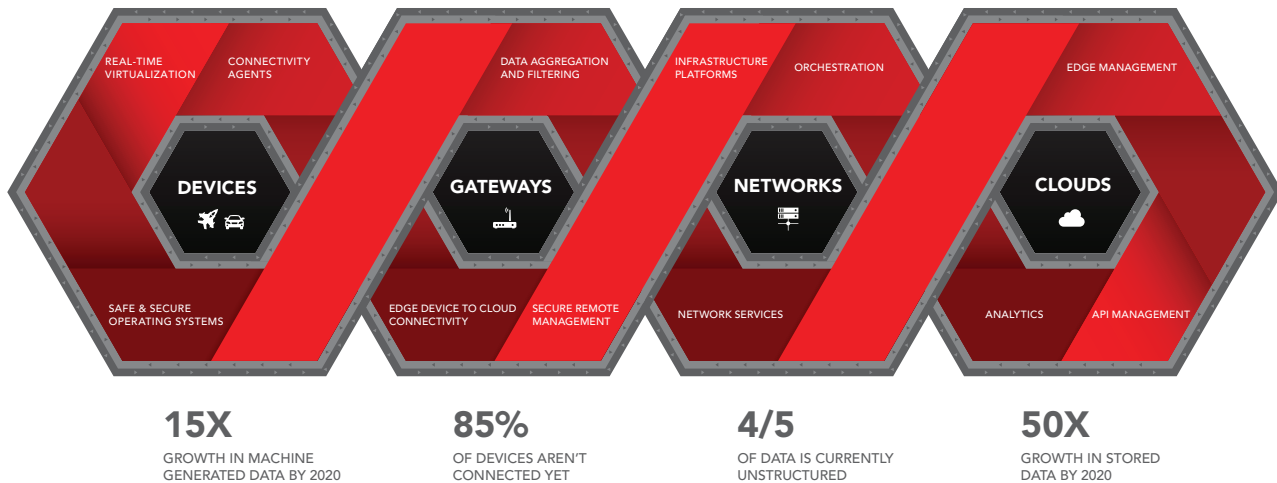 REAL-TIME
VIRTUALIZATION
CONNECTIVITY
AGENTS
DEVICES
SAFE & SECURE
OPERATING SYSTEMS
DATA AGGREGATION
AND FILTERING
GATEWAYS
EDGE DEVICE TO CLOUD
CONNECTIVITY
SECURE REMOTE
MANAGEMENT
INFRASTRUCTURE
PLATFORMS
ORCHESTRATION
NETWORKS
NETWORK SERVICES
EDGE MANAGEMENT
CLOUDS
ANALYTICS
API MANAGEMENT
15X
GROWTH IN MACHINE
GENERATED DATA BY 2020
85%
OF DEVICES AREN'T
CONNECTED YET
4/5
OF DATA IS CURRENTLY
UNSTRUCTURED
50X
GROWTH IN STORED
DATA BY 2020